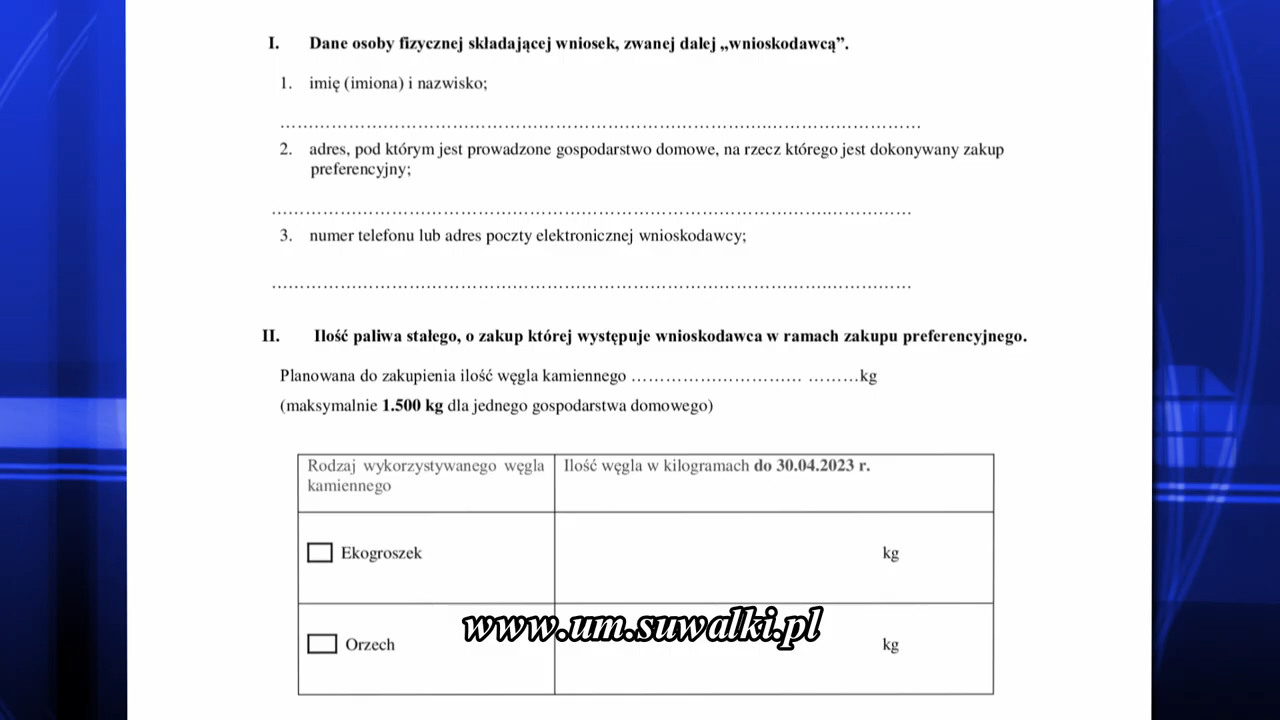 I. Dane osoby fizycznej składającej wniosek, zwanej dalej „wnioskodawcą”.
1. imię (imiona) i nazwisko;
………………………………………………………………………………………………
2. adres, pod którym jest prowadzone gospodarstwo domowe, na rzecz którego jest dokonywany zakup
preferencyjny;
………………………………………………………………………………………………
3. numer telefonu lub adres poczty elektronicznej wnioskodawcy;
………………………………………………………………………………………………
II. Ilość paliwa stałego, o zakup której występuje wnioskodawca w ramach zakupu preferencyjnego.
Planowana do zakupienia ilość węgla kamiennego ………………………… ………kg
(maksymalnie 1.500 kg dla jednego gospodarstwa domowego)
Rodzaj wykorzystywanego węgla
kamiennego
Ilość węgla w kilogramach do 30.04.2023 r.
Ekogroszek
kg
www.um.suwalki.pl
Orzech
kg